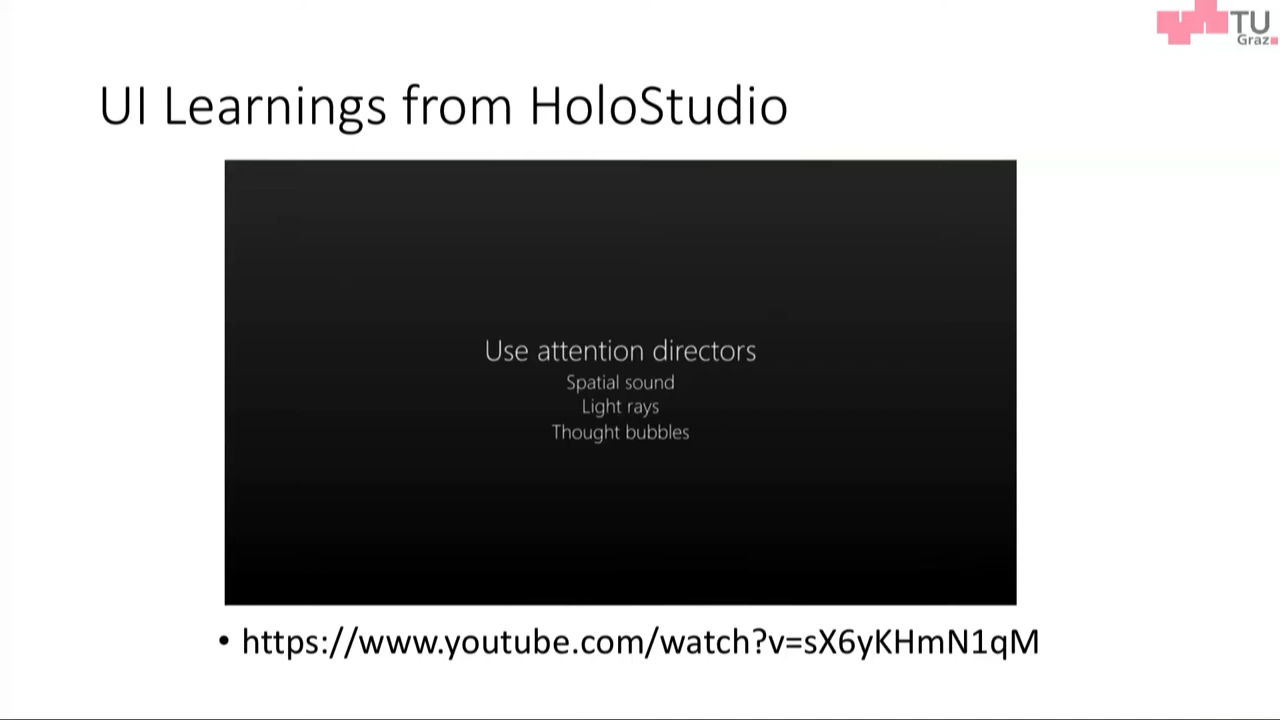 TU
Graz
UI Learnings from HoloStudio
Use attention directors
Spatial sound
Light rays
Thought bubbles
• https://www.youtube.com/watch?v=sX6yKHmN1qM